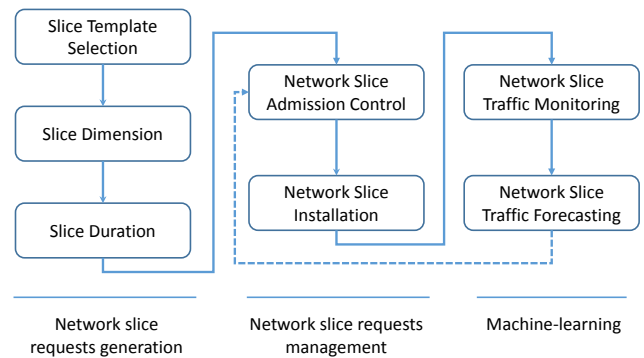 Slice Template
Selection
Slice Dimension
Slice Duration
Network Slice
Admission Control
Network Slice
Installation
Network Slice
Traffic Monitoring
Network Slice
Traffic Forecasting
Network slice
requests generation
Network slice requests
management
Machine-learning